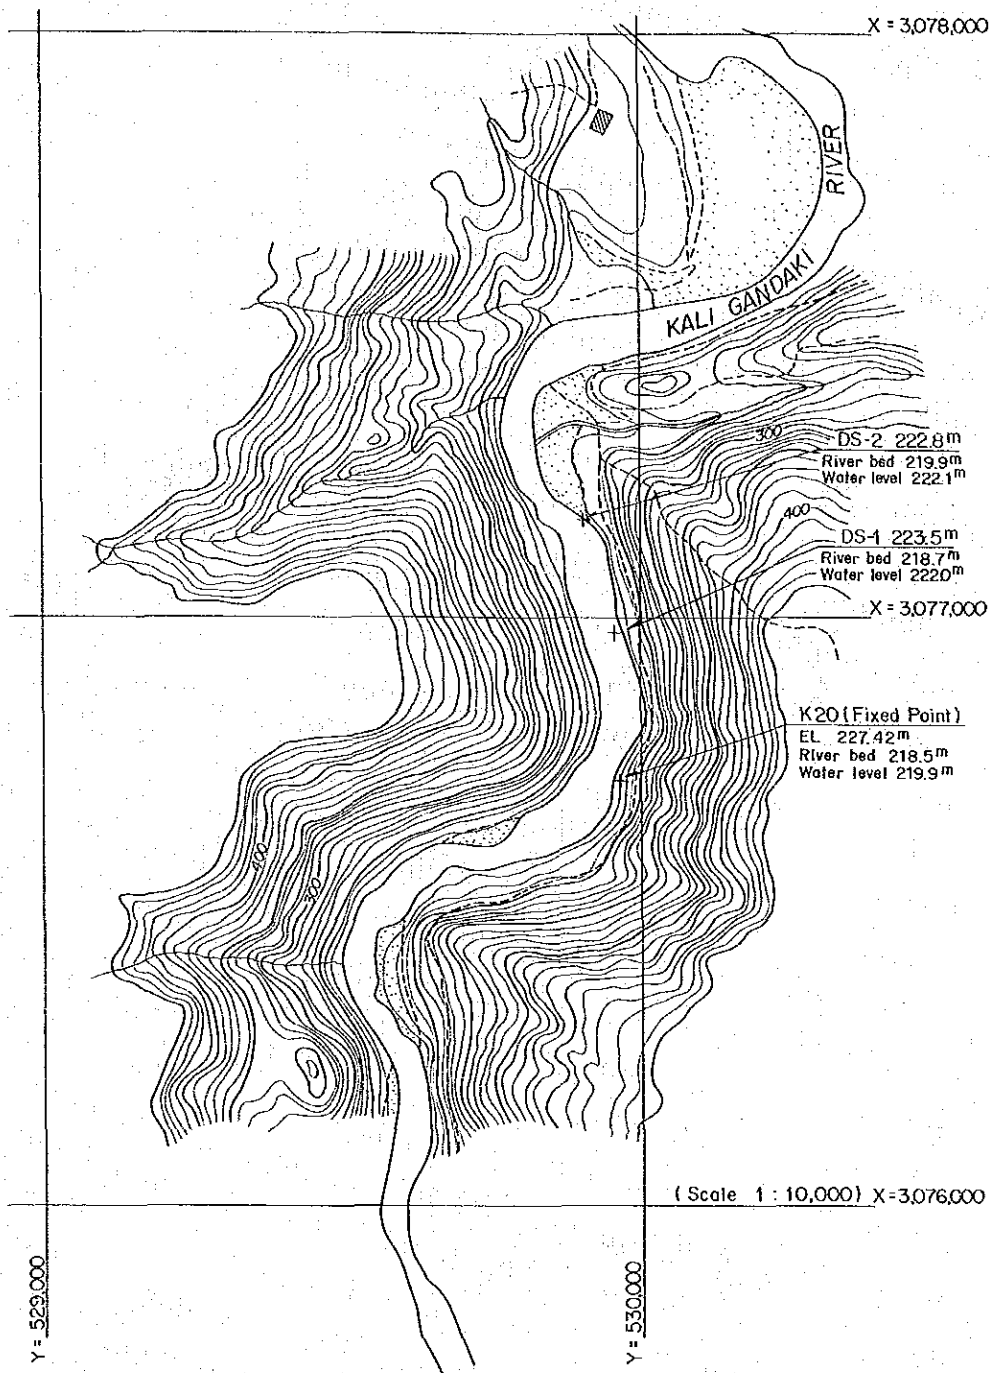 X = 3,078,000
RIVER
KALI GANDAKI
300
DS-2 222.8m
River bed 219.9m
Water level 222.1m
400
DS-1 223.5m
River bed 218.7m
Water level 222.0m
X = 3,077,000
K20 (Fixed Point)
EL 227.42m
River bed 218.5m
Water level 219.9m
400
300
(Scale 1 : 10,000) X = 3,076,000
Y = 529,000
Y = 530,000